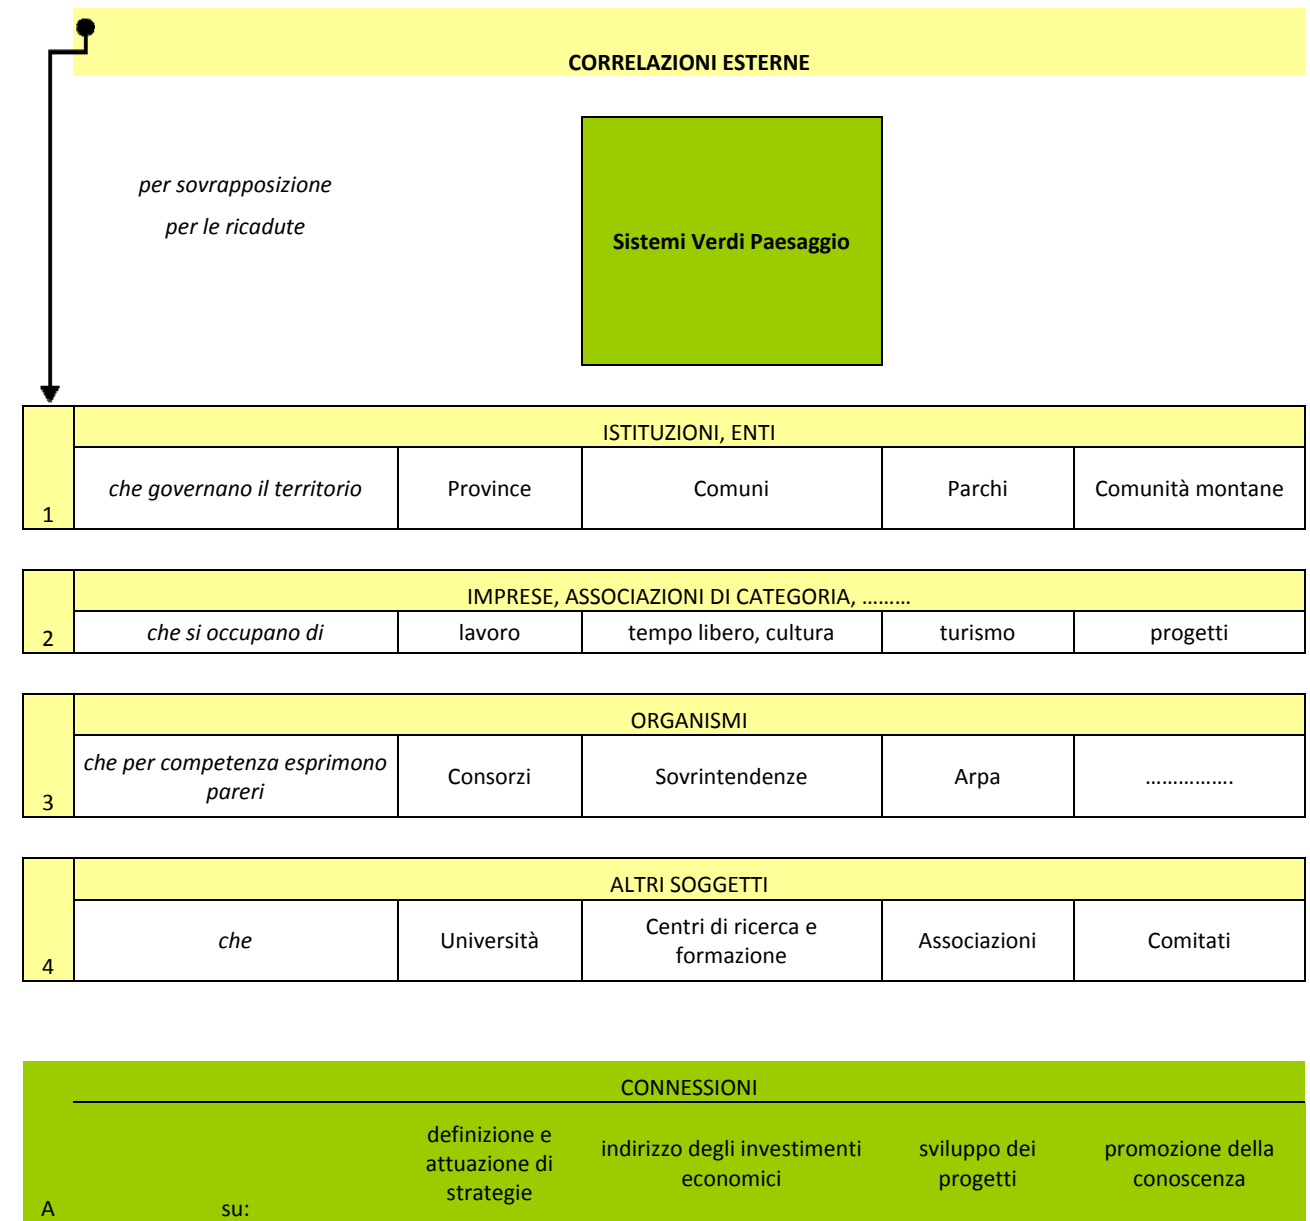 CORRELAZIONI ESTERNE
per sovrapposizione
per le ricadute
Sistemi Verdi Paesaggio
ISTITUZIONI, ENTI
1
che governano il territorio
Province
Comuni
Parchi
Comunità montane
IMPRESE, ASSOCIAZIONI DI CATEGORIA, .........
2
che si occupano di
lavoro
tempo libero, cultura
turismo
progetti
ORGANISMI
3
che per competenza esprimono
pareri
Consorzi
Sovrintendenze
Arpa
................
ALTRI SOGGETTI
4
che
Università
Centri di ricerca e
formazione
Associazioni
Comitati
CONNESSIONI
A
su:
definizione e
attuazione di
strategie
indirizzo degli investimenti
economici
sviluppo dei
progetti
promozione della
conoscenza